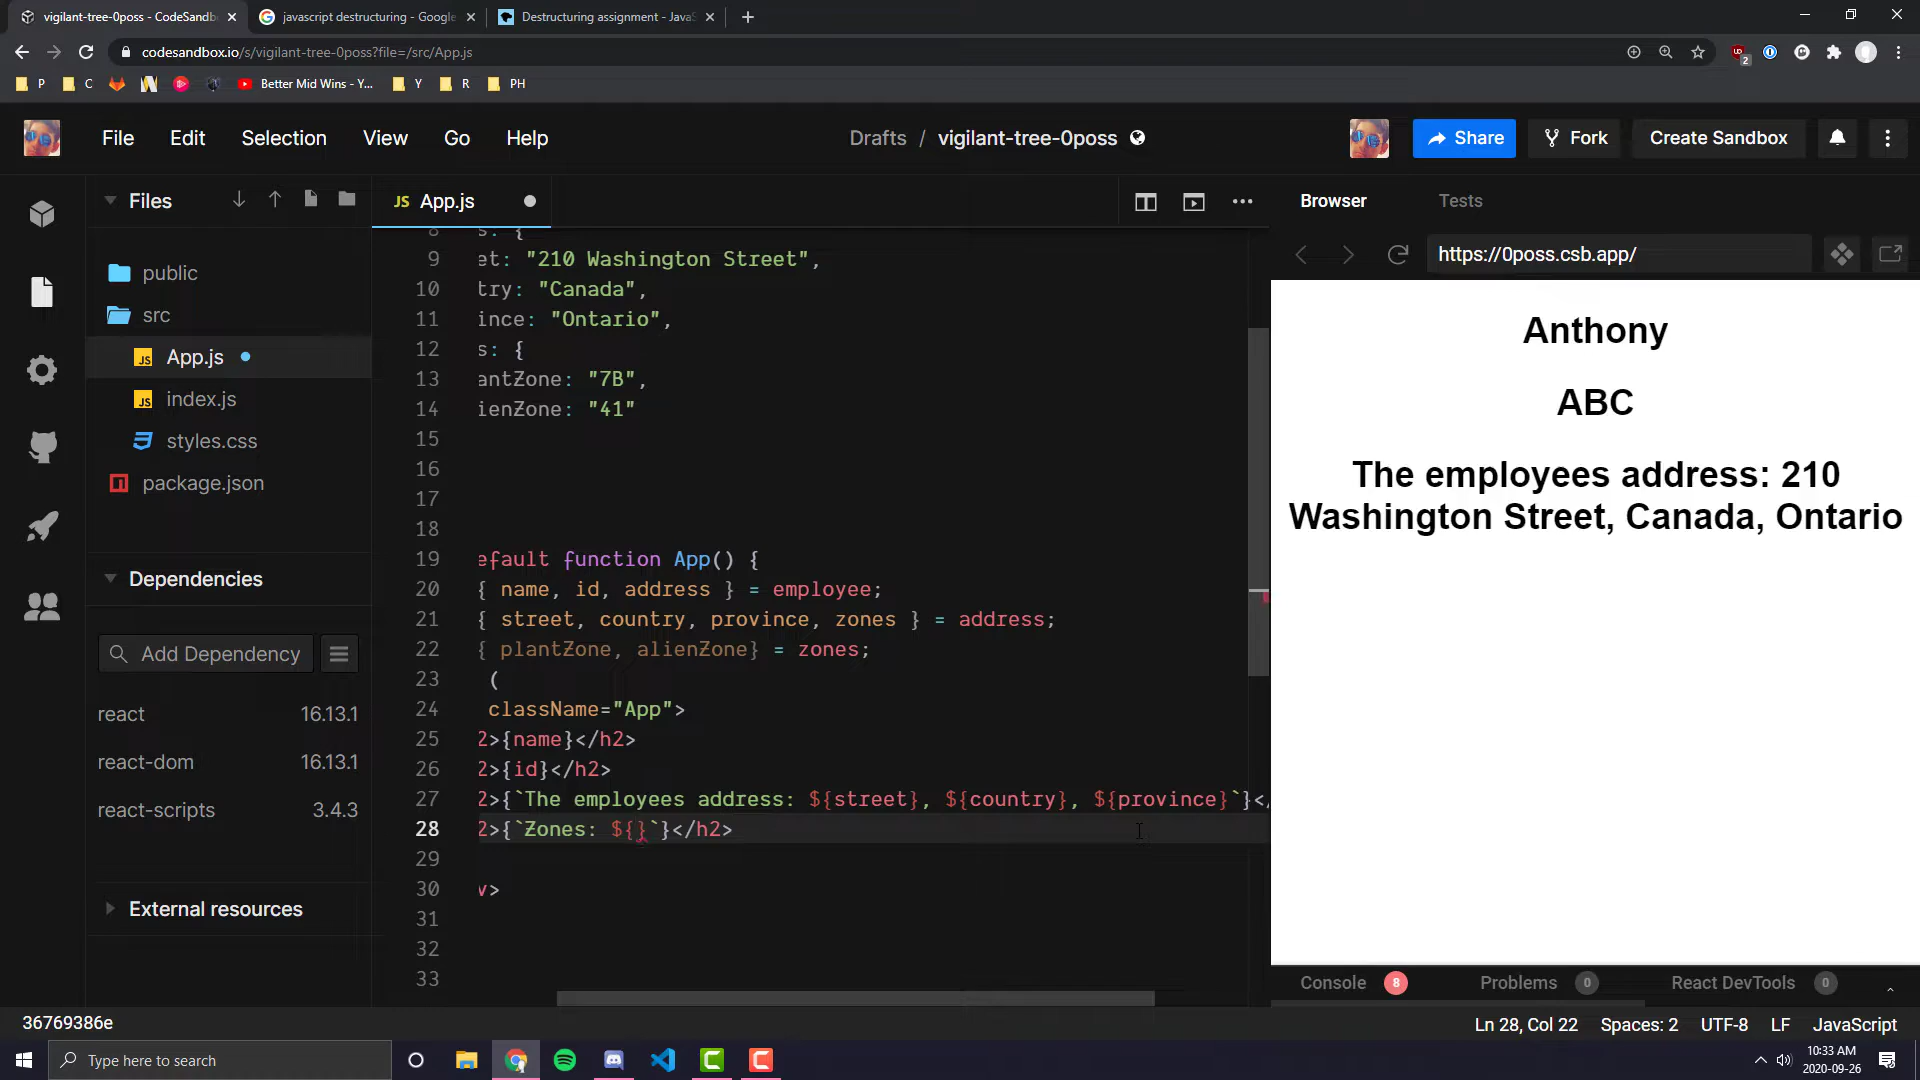 vigilant-tree-0poss - CodeSandb
javascript destructuring - Google
Destructuring assignment - JavaS
codesandbox.io/s/vigilant-tree-0poss?file=/src/App.js
2
P
C
Better Mid Wins - Y...
Y
R
PH
File
Edit
Selection
View
Go
Help
Drafts / vigilant-tree-0poss
Share
Fork
Create Sandbox
Files
JS App.js
Browser
Tests
https://0poss.csb.app/
public
src
JS App.js
JS index.js
styles.css
package.json
Dependencies
Add Dependency
react 16.13.1
react-dom 16.13.1
react-scripts 3.4.3
External resources
8 s: {
9 et: "210 Washington Street",
10 try: "Canada",
11 ince: "Ontario",
12 s: {
13 antZone: "7B",
14 ienZone: "41"
15
16
17
18
19 efault function App() {
20 { name, id, address } = employee;
21 { street, country, province, zones } = address;
22 { plantZone, alienZone} = zones;
23 (
24 className="App">
25 2>{name}</h2>
26 2>{id}</h2>
27 2>{`The employees address: ${street}, ${country}, ${province}`}</
28 2>{`Zones: ${}`}</h2>
29
30 v>
31
32
33
Anthony
ABC
The employees address: 210
Washington Street, Canada, Ontario
Console 8
Problems 0
React DevTools 0
36769386e
Ln 28, Col 22
Spaces: 2
UTF-8
LF
JavaScript
Type here to search
10:33 AM
2020-09-26